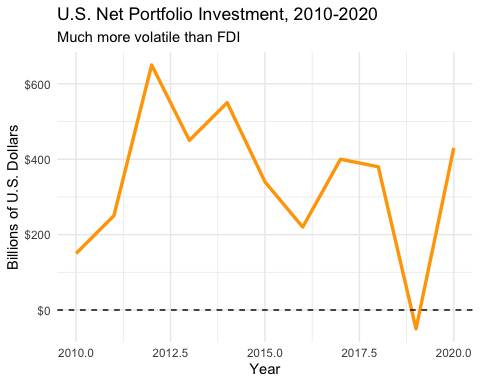 U.S. Net Portfolio Investment, 2010-2020
Much more volatile than FDI
Billions of U.S. Dollars
$600
$400
$200
$0
2010.0 2012.5 2015.0 2017.5 2020.0
Year